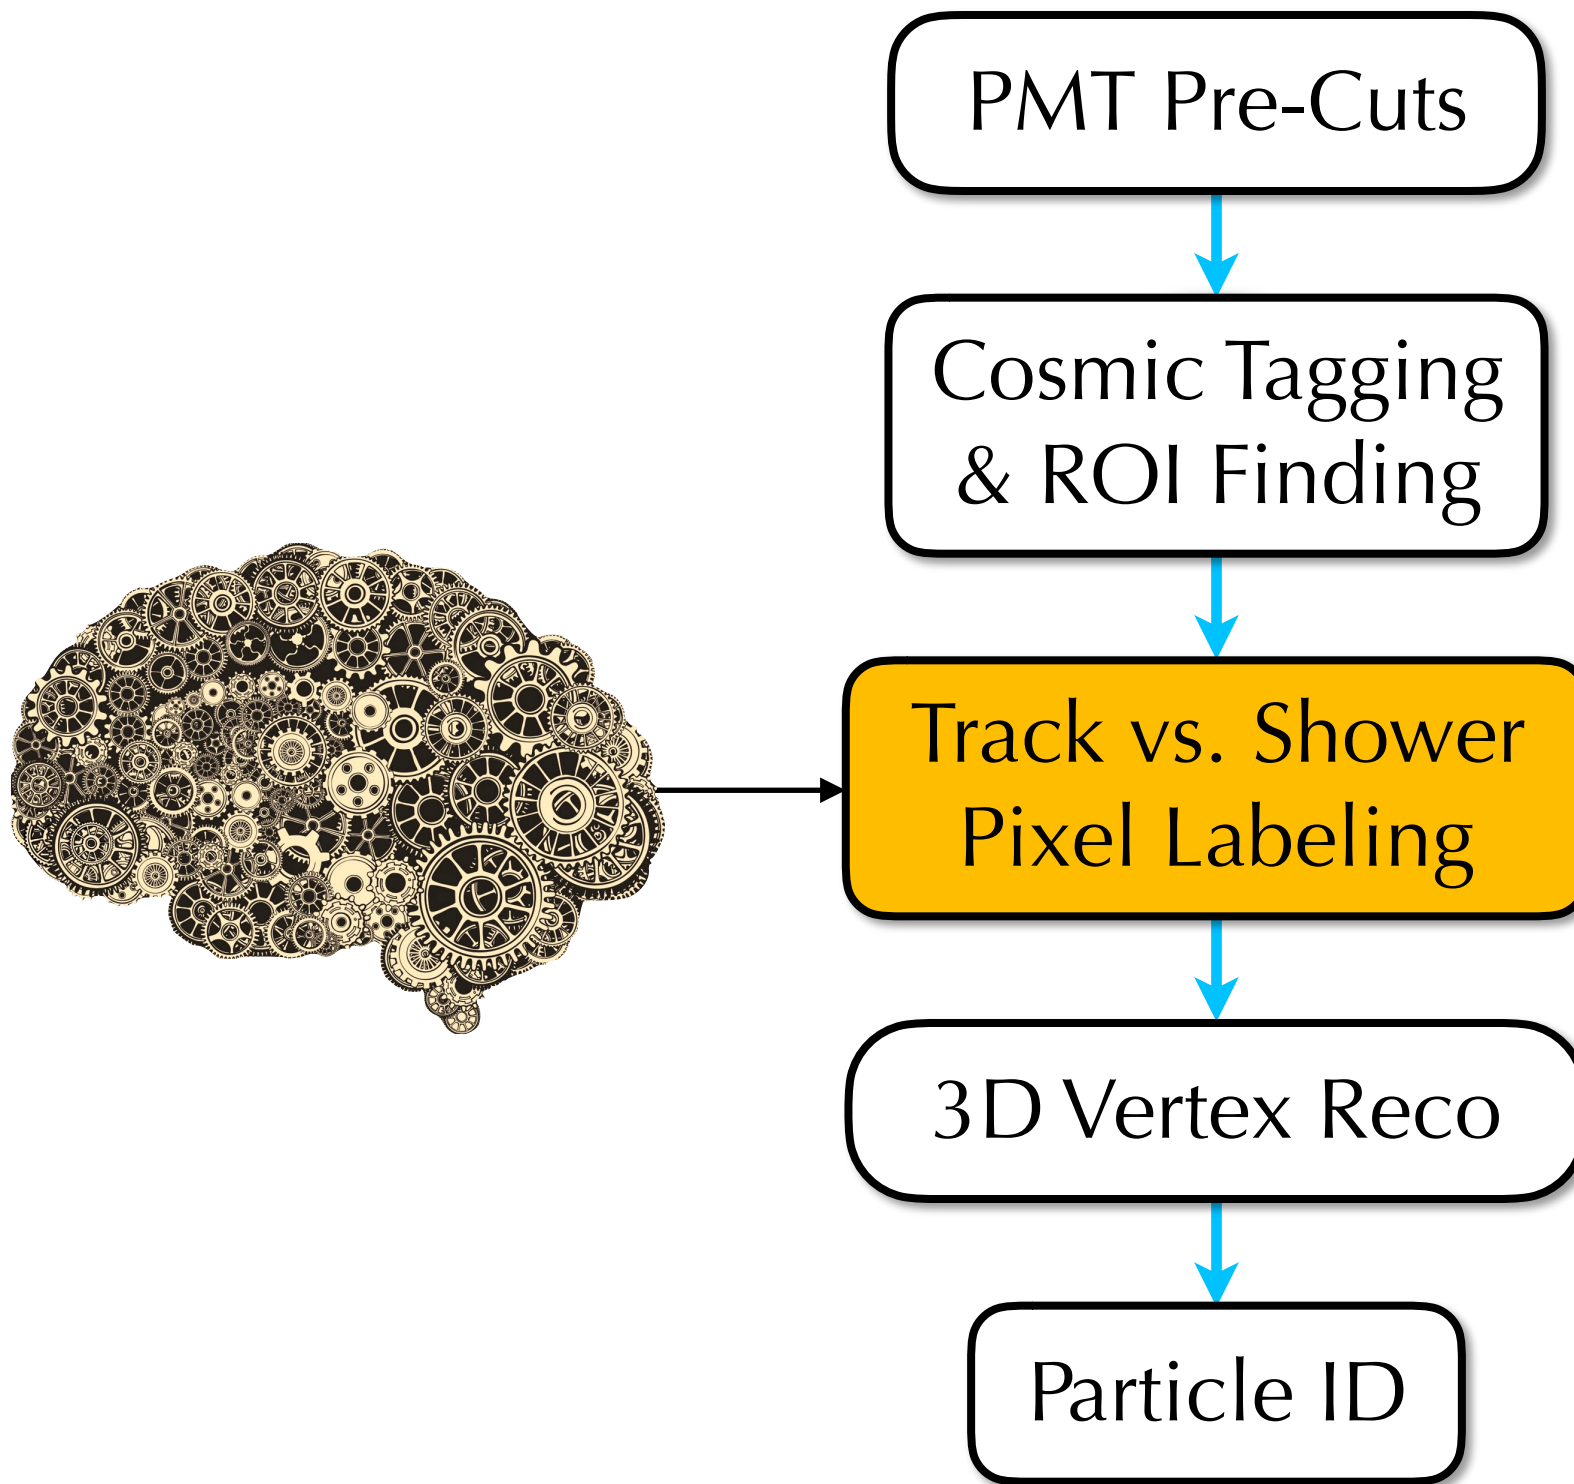 PMT Pre-Cuts
Cosmic Tagging
& ROI Finding
Track vs. Shower
Pixel Labeling
3D Vertex Reco
Particle ID